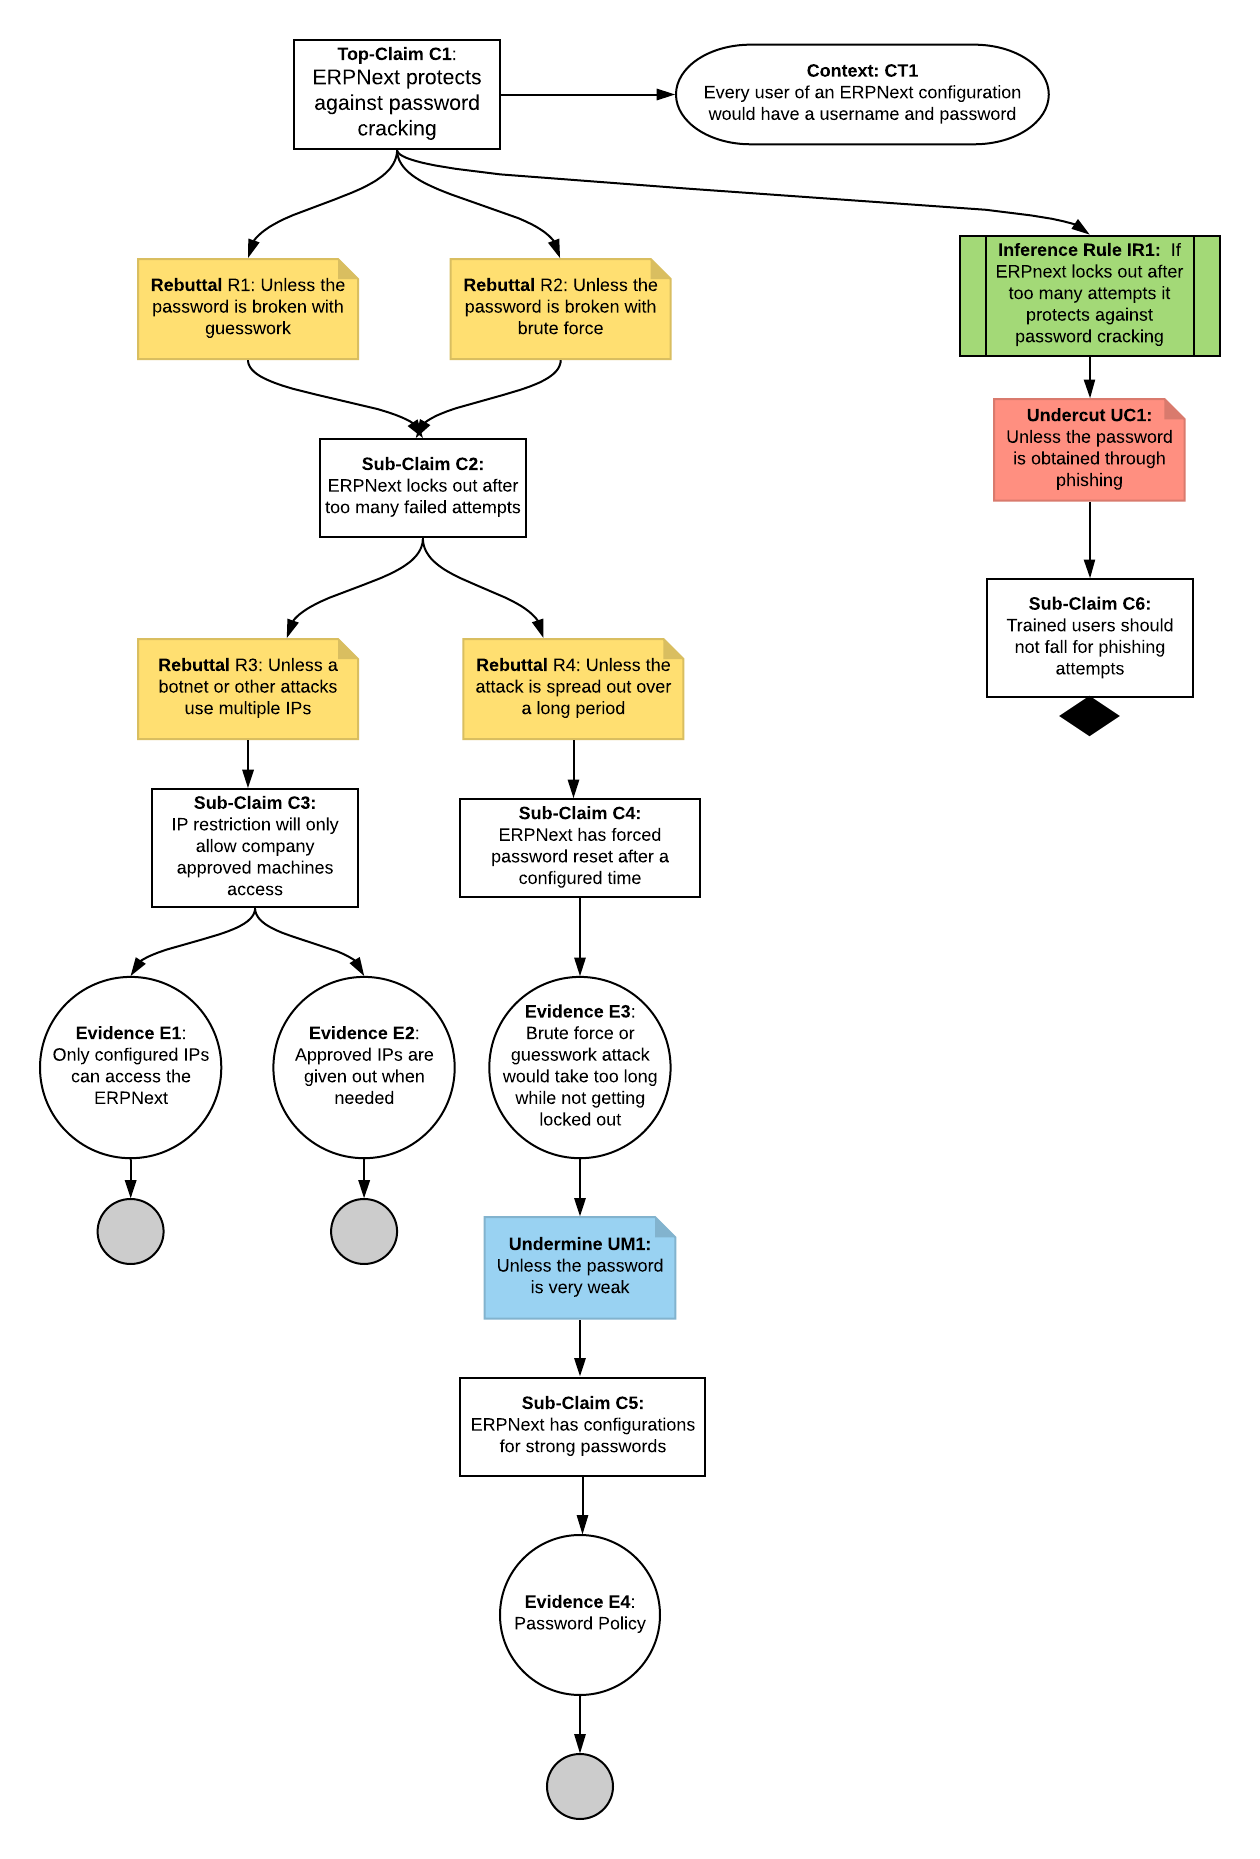 Top-Claim C1:
ERPNext protects
against password
cracking
Context: CT1
Every user of an ERPNext configuration
would have a username and password
Inference Rule IR1:  If
ERPnext locks out after
too many attempts it
protects against
password cracking
Rebuttal R1: Unless the
password is broken with
guesswork
Rebuttal R2: Unless the
password is broken with
brute force
Undercut UC1:
Unless the password
is obtained through
phishing
Sub-Claim C2:
ERPNext locks out after
too many failed attempts
Sub-Claim C6:
Trained users should
not fall for phishing
attempts
Rebuttal R3: Unless a
botnet or other attacks
use multiple IPs
Rebuttal R4: Unless the
attack is spread out over
a long period
Sub-Claim C3:
IP restriction will only
allow company
approved machines
access
Sub-Claim C4:
ERPNext has forced
password reset after a
configured time
Evidence E1:
Only configured IPs
can access the
ERPNext
Evidence E2:
Approved IPs are
given out when
needed
Evidence E3:
Brute force or
guesswork attack
would take too long
while not getting
locked out
Undermine UM1:
Unless the password
is very weak
Sub-Claim C5:
ERPNext has configurations
for strong passwords
Evidence E4:
Password Policy